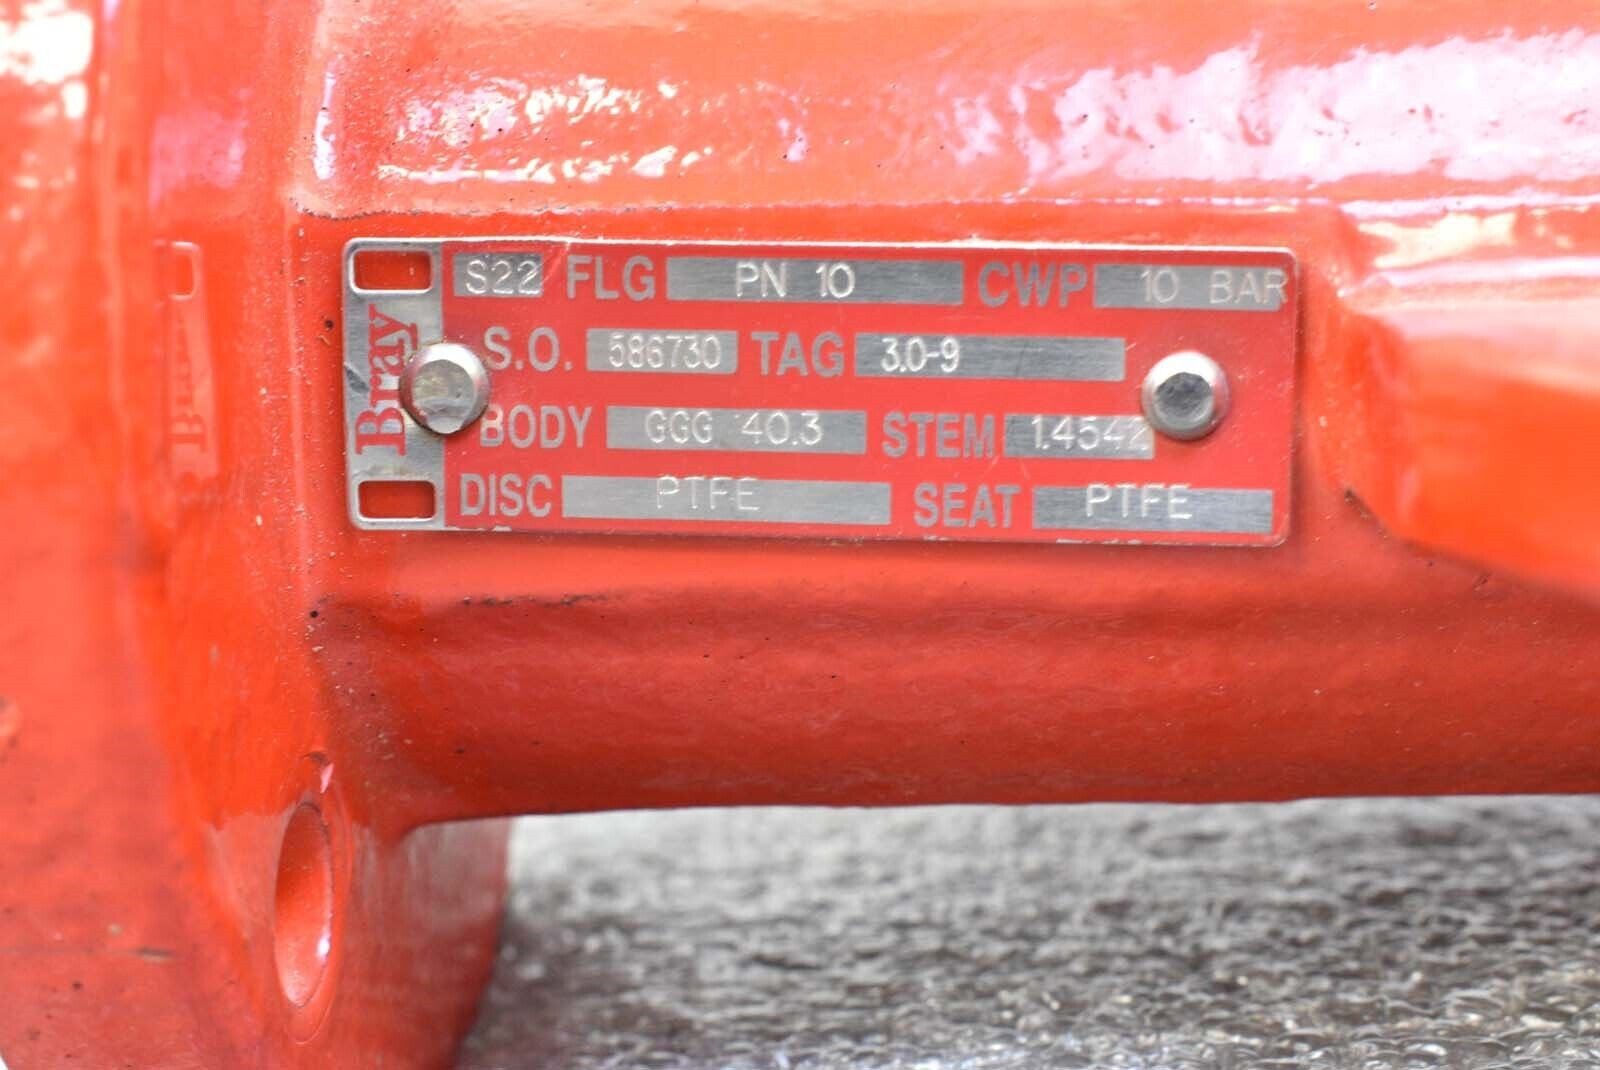 Bray
S22 FLG PN 10 CWP 10 BAR
S.O. 586730 TAG 3.0-9
BODY GGG 40.3 STEM 1.4542
DISC PTFE SEAT PTFE